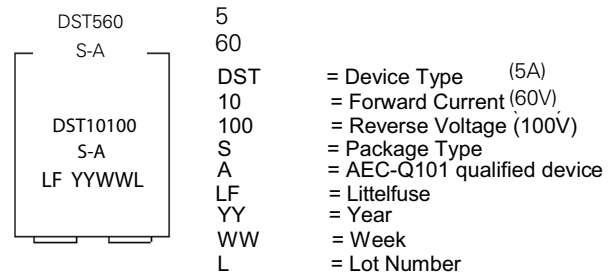 DST560
S-A
DST10100
S-A
LF YYWWL
5
60
DST = Device Type (5A)
10 = Forward Current (60V)
100 = Reverse Voltage (100V)
S = Package Type
A = AEC-Q101 qualified device
LF = Littelfuse
YY = Year
WW = Week
L = Lot Number